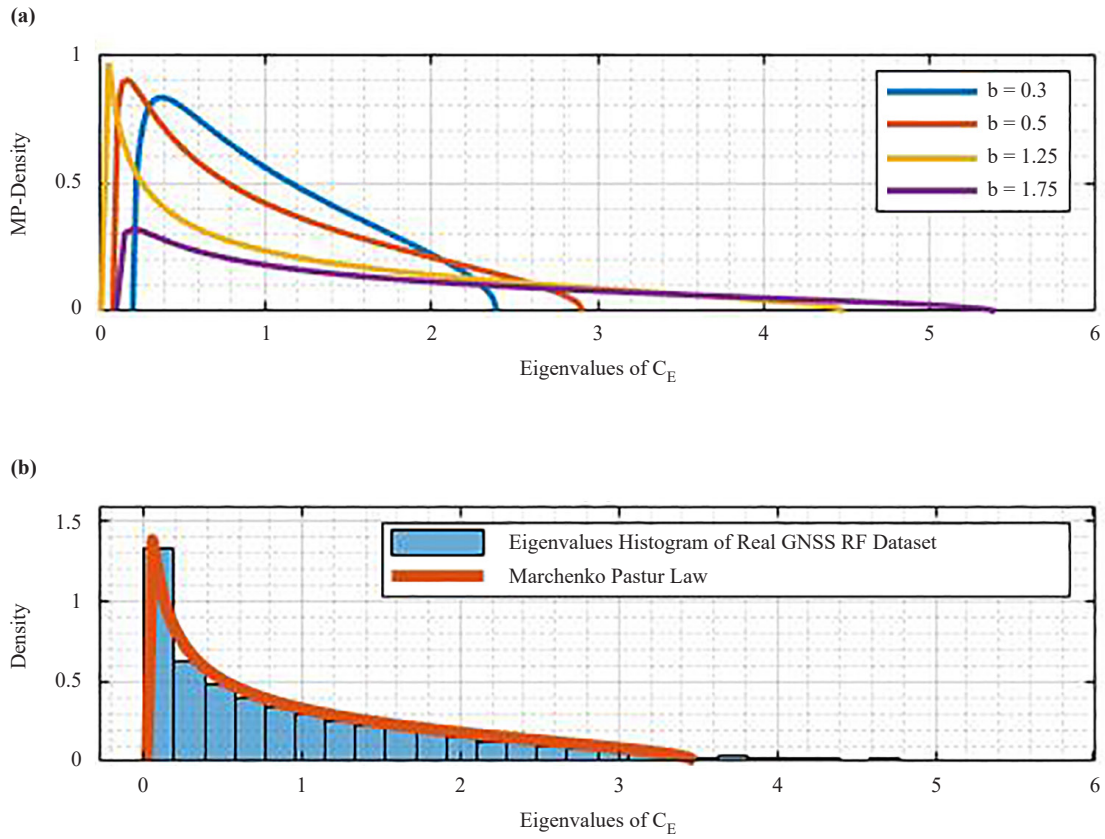 (a)
1
0.5
0
MP-Density
b = 0.3
b = 0.5
b = 1.25
b = 1.75
0 1 2 3 4 5 6
Eigenvalues of C_E
(b)
1.5
1
0.5
0
Density
Eigenvalues Histogram of Real GNSS RF Dataset
Marchenko Pastur Law
0 1 2 3 4 5 6
Eigenvalues of C_E